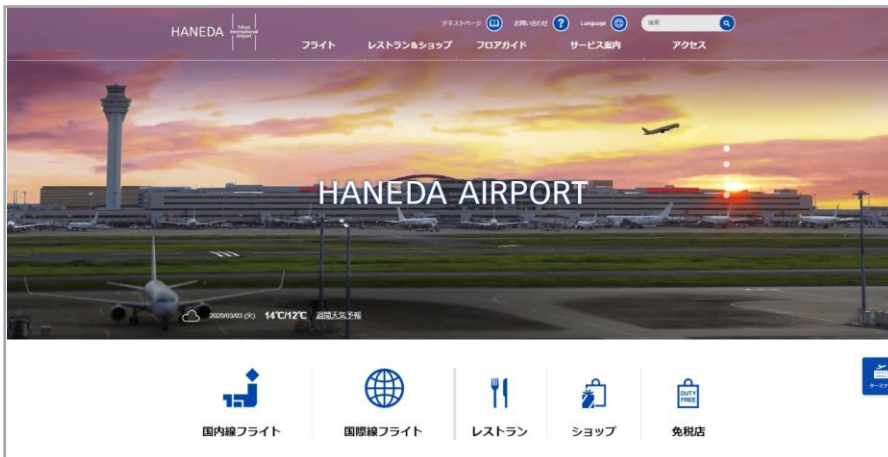 HANEDA
Tokyo
International
Airport
テキストページ お問い合わせ ? Language 検索
フライト レストラン&ショップ フロアガイド サービス案内 アクセス
HANEDA AIRPORT
2020/03/03 (火) 14℃/12℃ 週間天気予報
DUTY
FREE
国内線フライト 国際線フライト レストラン ショップ 免税店